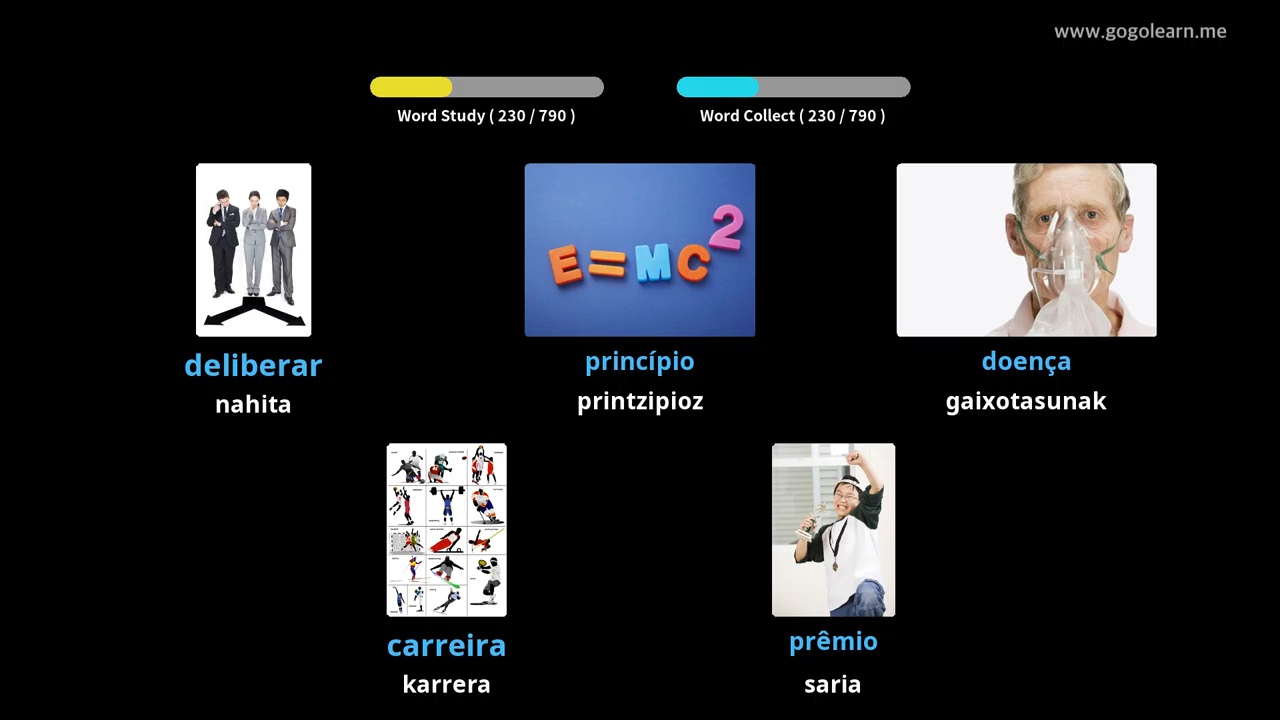 www.gogolearn.me
Word Study ( 230 / 790 )
Word Collect ( 230 / 790 )
E=MC2
deliberar
nahita
princípio
printzipioz
doença
gaixotasunak
carreira
karrera
prêmio
saria